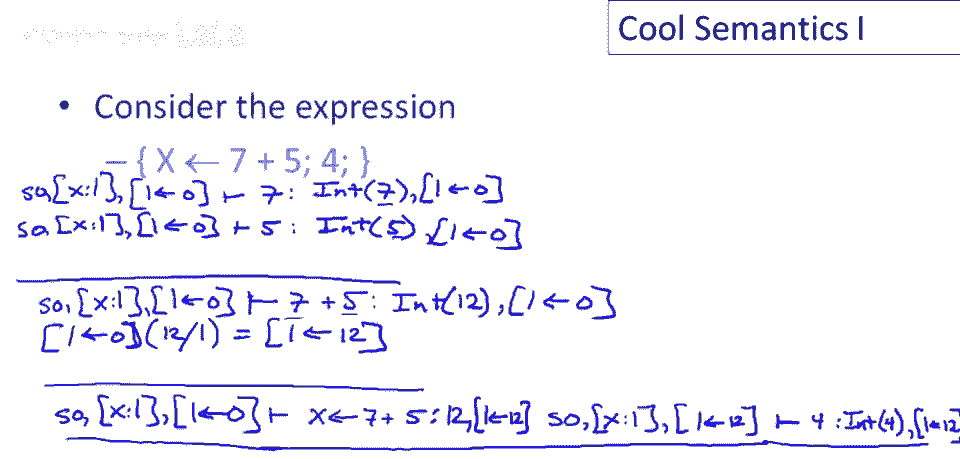 Cool Semantics I
• Consider the expression
– { X ← 7 + 5; 4; }
so,[x:1],[1←0] ⊢ 7: Int(7),[1←0]
so,[x:1],[1←0] ⊢ 5: Int(5),[1←0]
so,[x:1],[1←0] ⊢ 7 + 5: Int(12),[1←0]
[1←0](12/1) = [1←12]
so,[x:1],[1←0] ⊢ x←7+5:12,[1←12] so,[x:1],[1←12] ⊢ 4:Int(4),[1←12]